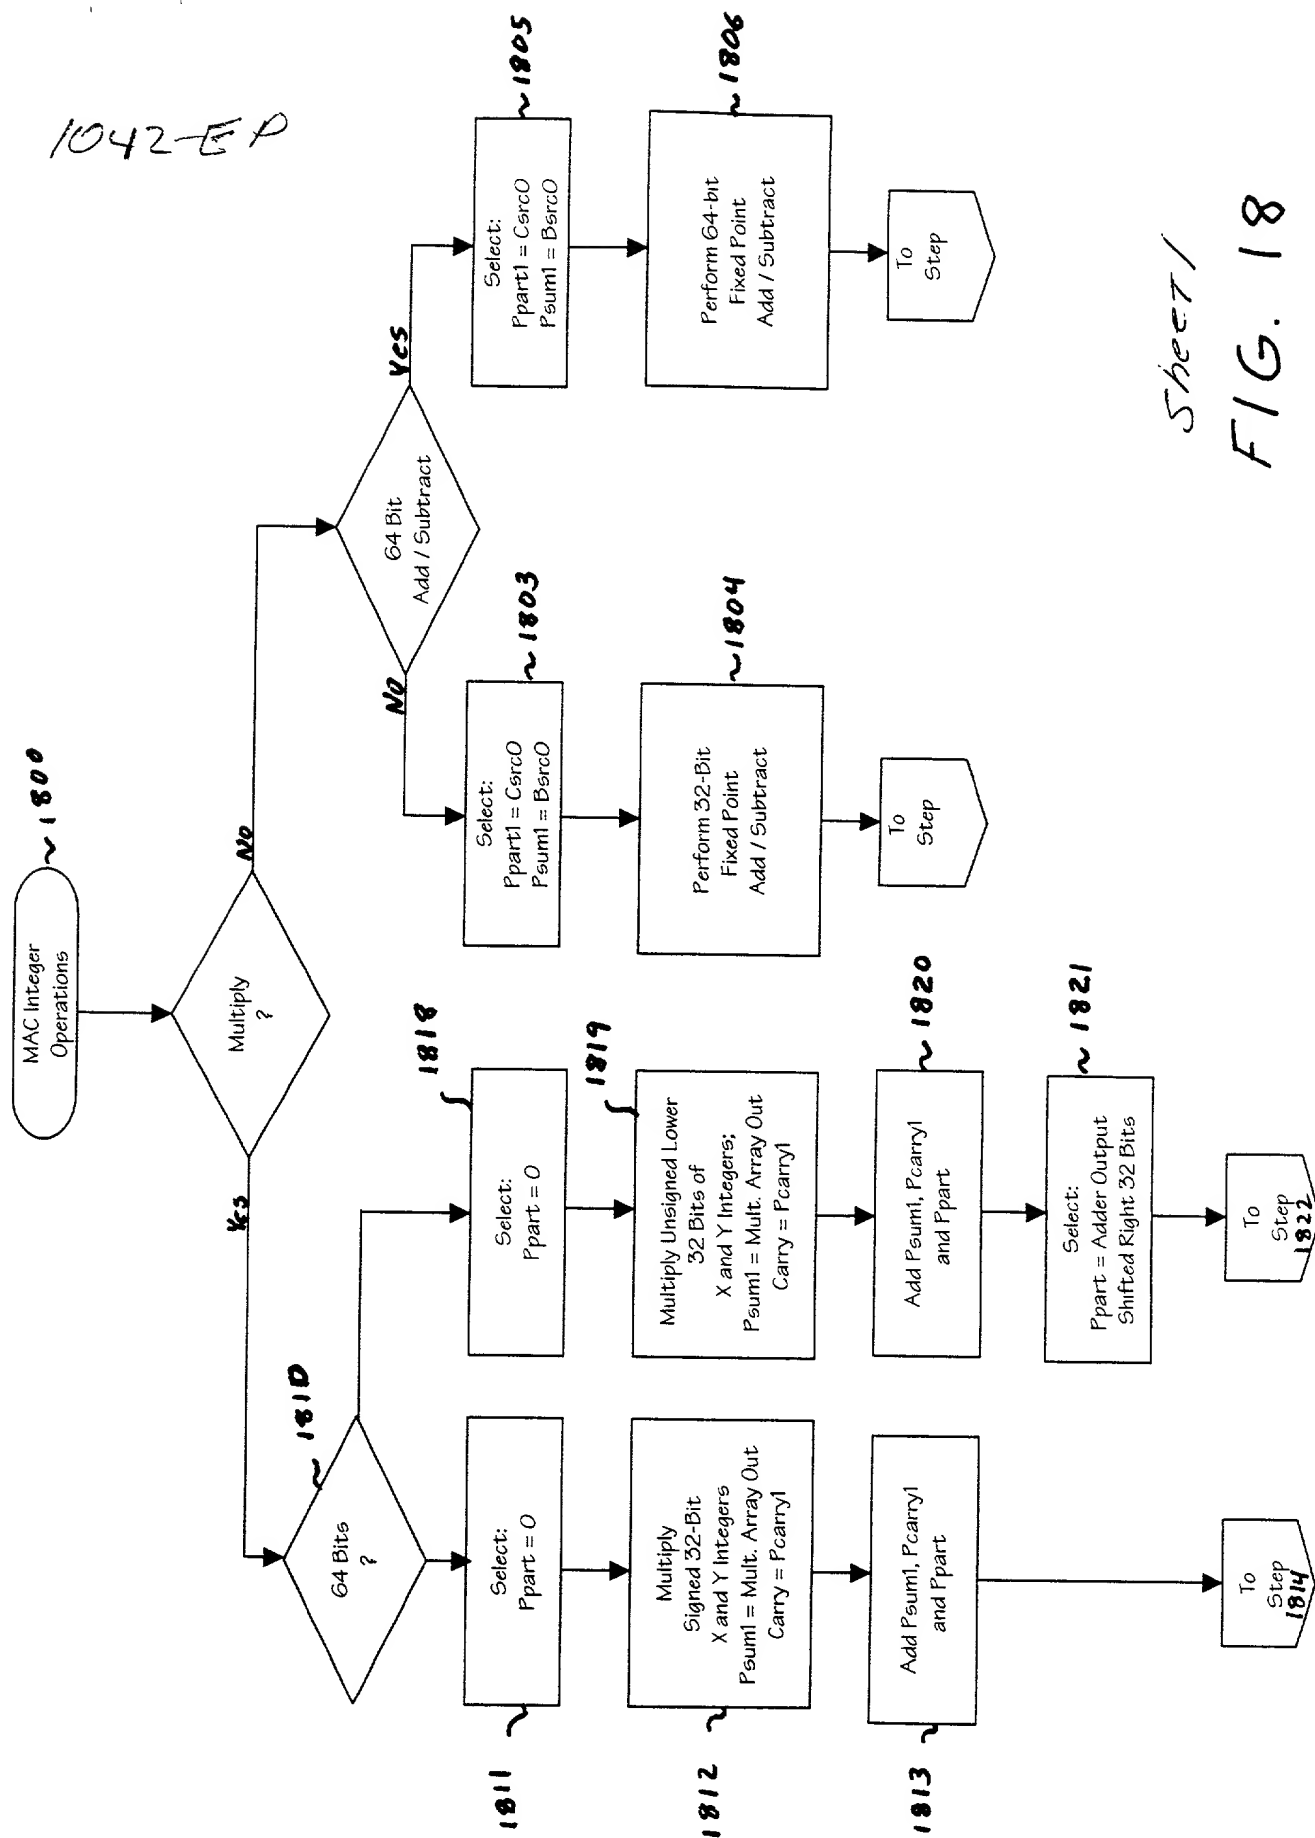 1042-EP
MAC Integer
Operations
~ 1800
Multiply
?
Yes
No
64 Bits
?
~ 1810
64 Bit
Add / Subtract
No
Yes
Select:
Ppart = 0
1811
Multiply
Signed 32-Bit
X and Y Integers
Psum1 = Mult. Array Out
Carry = Pcarry1
1812
Add Psum1, Pcarry1
and Ppart
1813
To
Step
1814
Select:
Ppart = 0
1818
Multiply Unsigned Lower
32 Bits of
X and Y Integers;
Psum1 = Mult. Array Out
Carry = Pcarry1
1819
Add Psum1, Pcarry1
and Ppart
~ 1820
Select:
Ppart = Adder Output
Shifted Right 32 Bits
~ 1821
To
Step
1822
Select:
Ppart1 = Csrc0
Psum1 = Bsrc0
~ 1803
Perform 32-Bit
Fixed Point
Add / Subtract
~ 1804
To
Step
Select:
Ppart1 = Csrc0
Psum1 = Bsrc0
~ 1805
Perform 64-bit
Fixed Point
Add / Subtract
~ 1806
To
Step
Sheet 1
FIG. 18